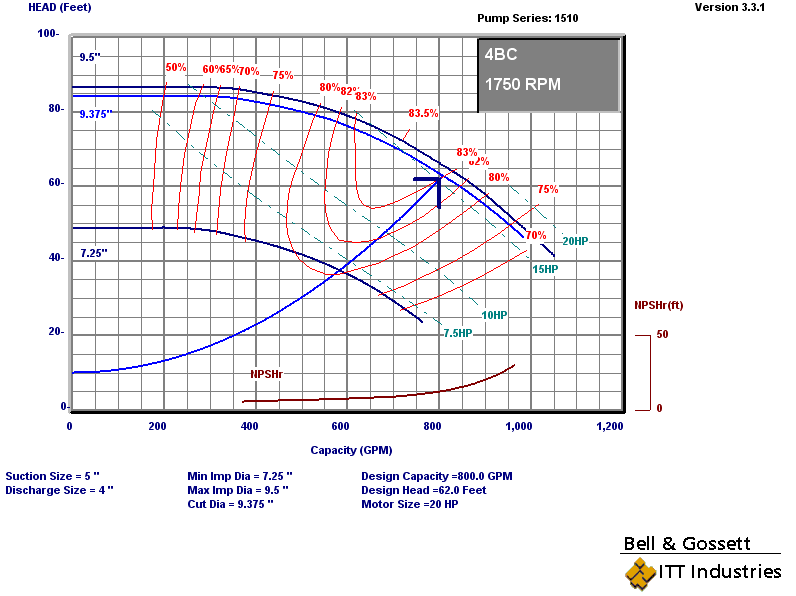 HEAD (Feet)
Version 3.3.1
Pump Series: 1510
100-
4BC
1750 RPM
9.5"
50%
60%
65%
70%
75%
80%
82%
83%
80-
9.375"
83.5%
83%
82%
60-
80%
75%
70%
20HP
40-
7.25"
15HP
NPSHr(ft)
10HP
20-
7.5HP
50
NPSHr
0-
0
0 200 400 600 800 1,000 1,200
Capacity (GPM)
Suction Size = 5 " Min Imp Dia = 7.25 " Design Capacity =800.0 GPM
Discharge Size = 4 " Max Imp Dia = 9.5 " Design Head =62.0 Feet
Cut Dia = 9.375 " Motor Size =20 HP
Bell & Gossett
ITT Industries